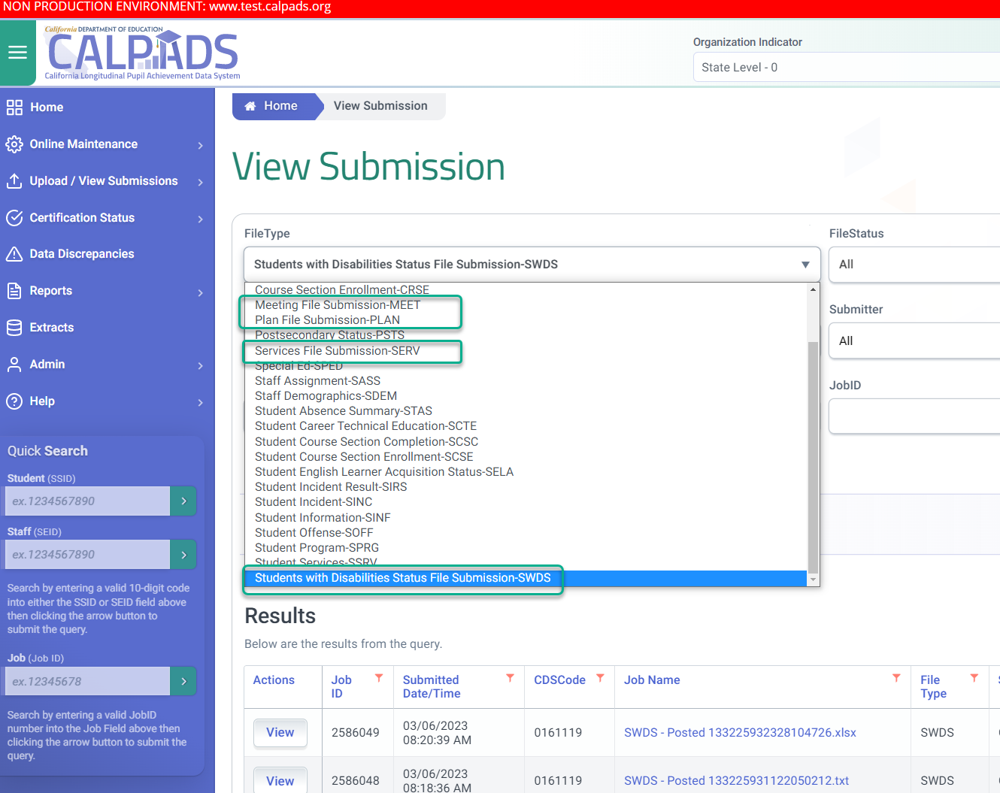 NON PRODUCTION ENVIRONMENT: www.test.calpads.org
California DEPARTMENT OF EDUCATION
CALPADS
California Longitudinal Pupil Achievement Data System
Organization Indicator
State Level - 0
Home
Online Maintenance
Upload / View Submissions
Certification Status
Data Discrepancies
Reports
Extracts
Admin
Help
Quick Search
Student (SSID)
ex.1234567890
Staff (SEID)
ex.1234567890
Search by entering a valid 10-digit code
into either the SSID or SEID field above
then clicking the arrow button to
submit the query.
Job (Job ID)
ex.12345678
Search by entering a valid JobID
number into the Job Field above then
clicking the arrow button to submit the
query.
Home
View Submission
View Submission
FileType
Students with Disabilities Status File Submission-SWDS
Course Section Enrollment-CRSE
Meeting File Submission-MEET
Plan File Submission-PLAN
Postsecondary Status-PSTS
Services File Submission-SERV
Special Ed-SPED
Staff Assignment-SASS
Staff Demographics-SDEM
Student Absence Summary-STAS
Student Career Technical Education-SCTE
Student Course Section Completion-SCSC
Student Course Section Enrollment-SCSE
Student English Learner Acquisition Status-SELA
Student Incident Result-SIRS
Student Incident-SINC
Student Information-SINF
Student Offense-SOFF
Student Program-SPRG
Student Services-SSRV
Students with Disabilities Status File Submission-SWDS
FileStatus
All
Submitter
All
JobID
Results
Below are the results from the query.
Actions
Job ID
Submitted Date/Time
CDSCode
Job Name
File Type
View
2586049
03/06/2023
08:20:39 AM
0161119
SWDS - Posted 133225932328104726.xlsx
SWDS
View
2586048
03/06/2023
08:18:36 AM
0161119
SWDS - Posted 133225931122050212.txt
SWDS